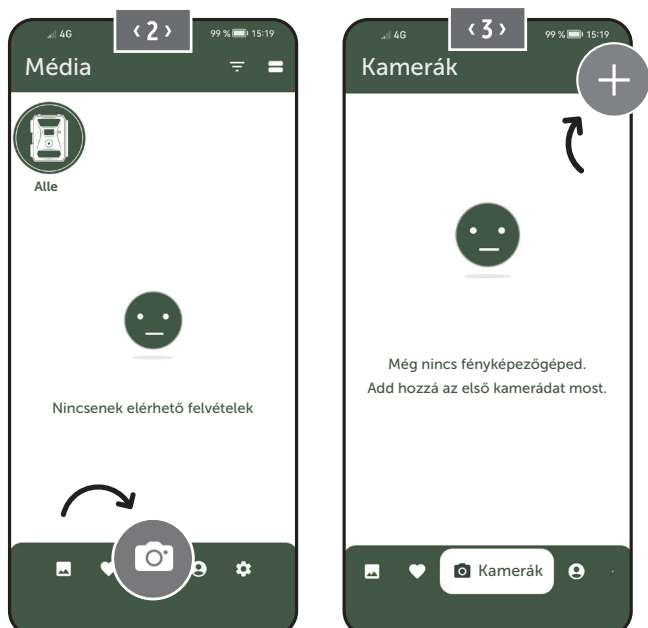 4G
‹ 2 ›
99 % 15:19
Média
Alle
Nincsenek elérhető felvételek
4G
‹ 3 ›
99 % 15:19
Kamerák
Még nincs fényképezőgéped.
Add hozzá az első kamerádat most.
Kamerák